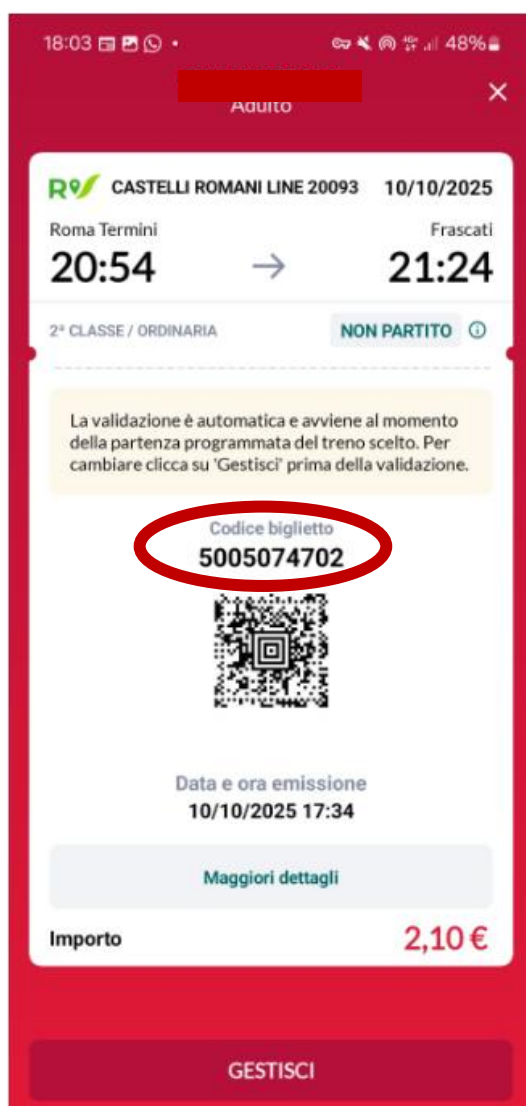 18:03
48%
Adulto
R CASTELLI ROMANI LINE 20093 10/10/2025
Roma Termini Frascati
20:54 → 21:24
2ª CLASSE / ORDINARIA NON PARTITO
La validazione è automatica e avviene al momento
della partenza programmata del treno scelto. Per
cambiare clicca su 'Gestisci' prima della validazione.
Codice biglietto
5005074702
Data e ora emissione
10/10/2025 17:34
Maggiori dettagli
Importo 2,10 €
GESTISCI